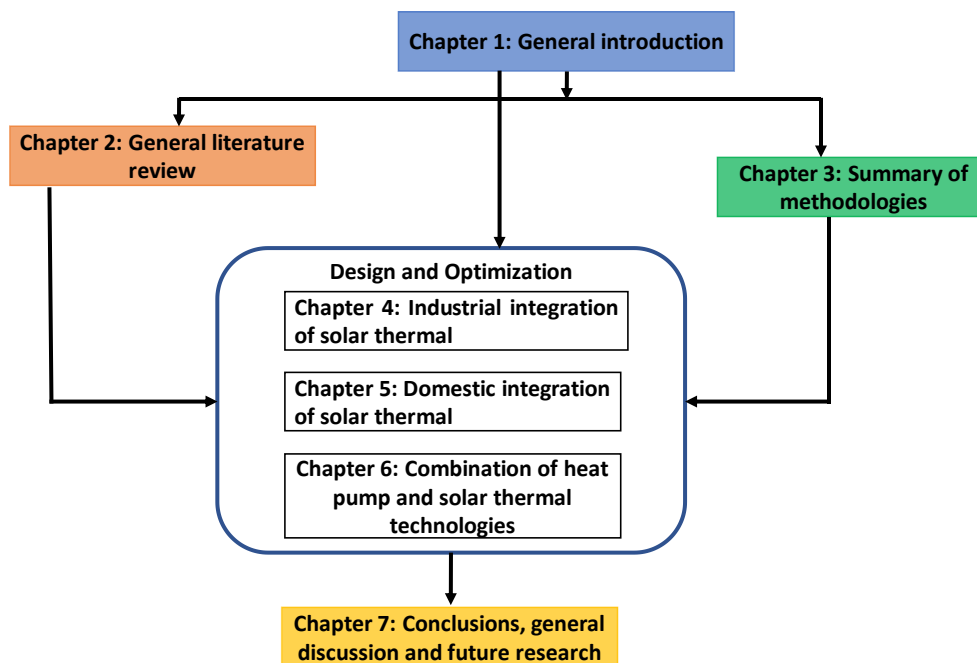 Chapter 1: General introduction
Chapter 2: General literature
review
Chapter 3: Summary of
methodologies
Design and Optimization
Chapter 4: Industrial integration
of solar thermal
Chapter 5: Domestic integration
of solar thermal
Chapter 6: Combination of heat
pump and solar thermal
technologies
Chapter 7: Conclusions, general
discussion and future research